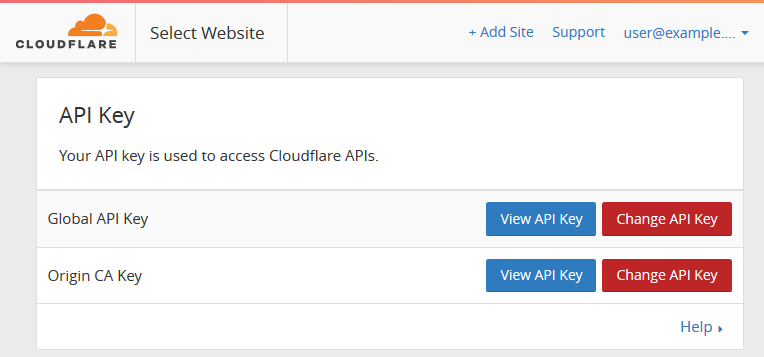 CLOUDFLARE
Select Website
+ Add Site
Support
user@example....
API Key
Your API key is used to access Cloudflare APIs.
Global API Key
View API Key
Change API Key
Origin CA Key
View API Key
Change API Key
Help